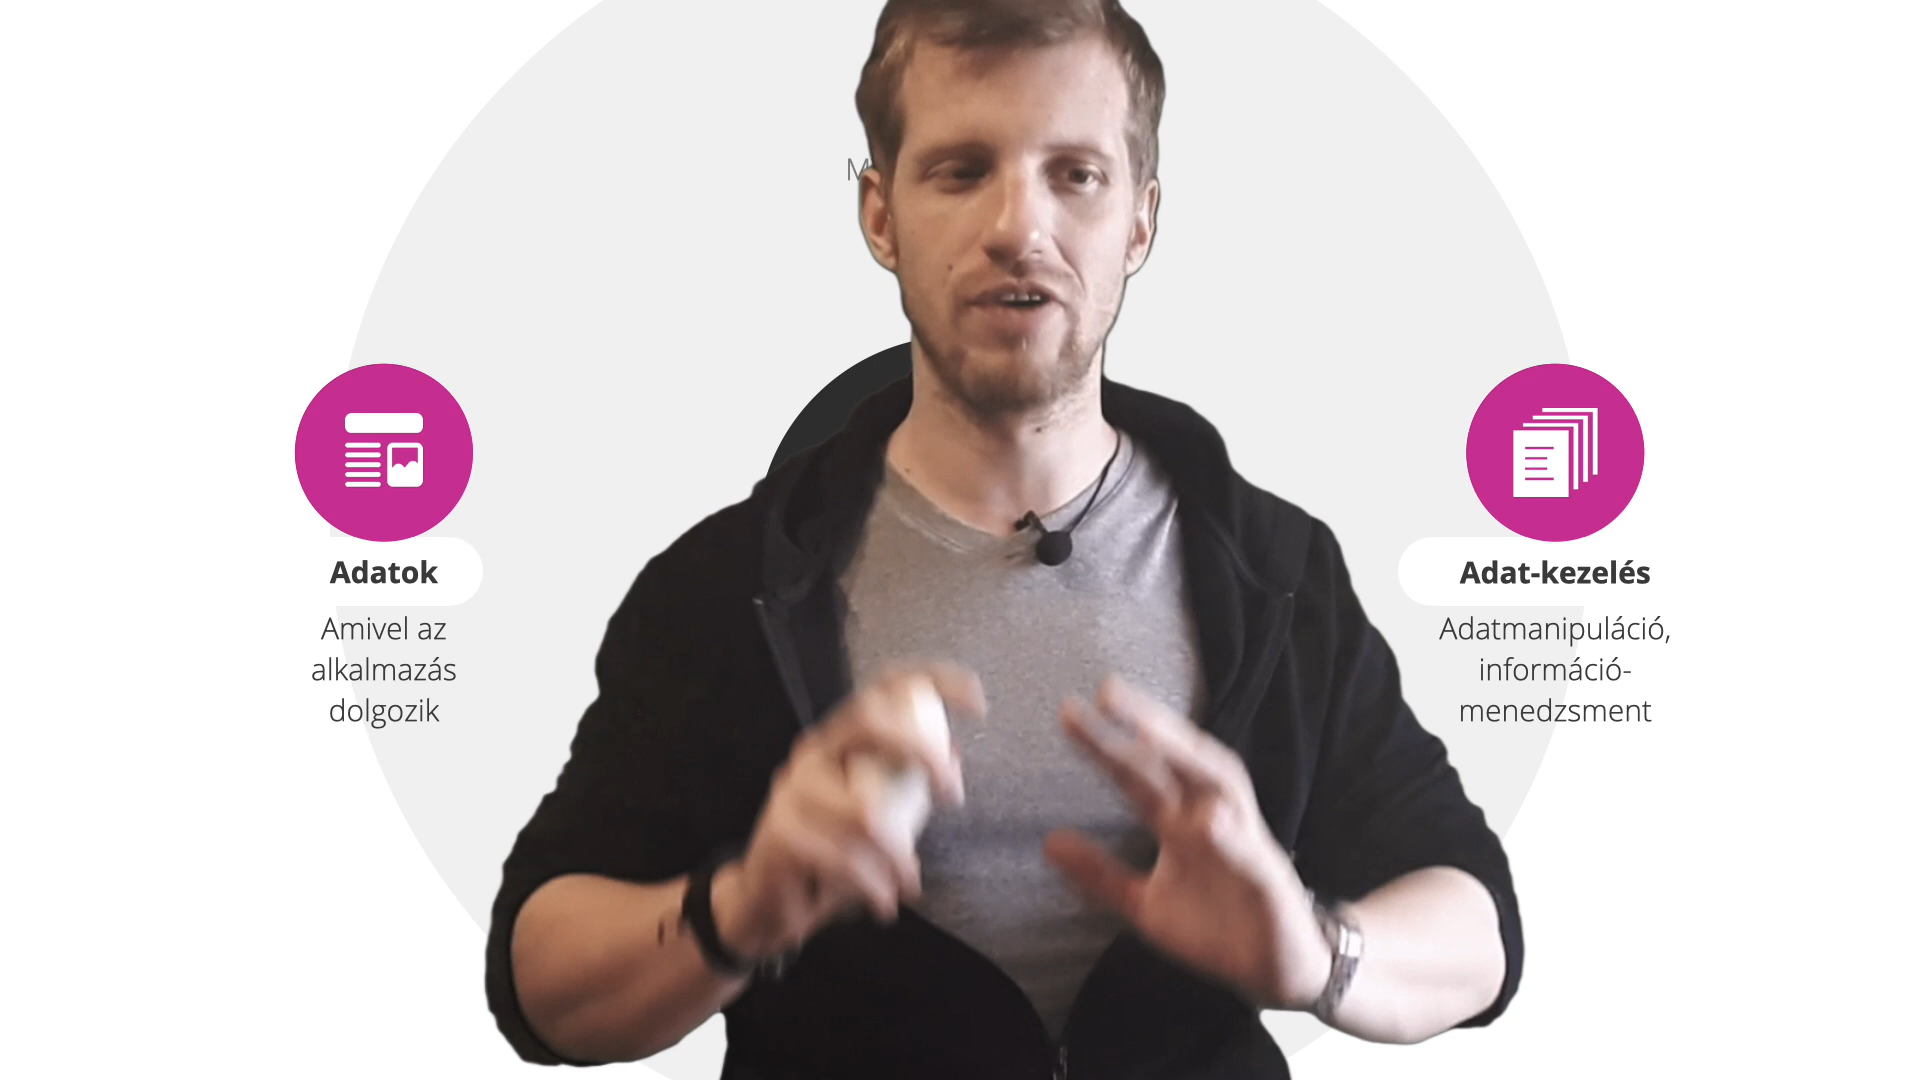 Adatok
Amivel az
alkalmazás
dolgozik
Adat-kezelés
Adatmanipuláció,
információ-
menedzsment